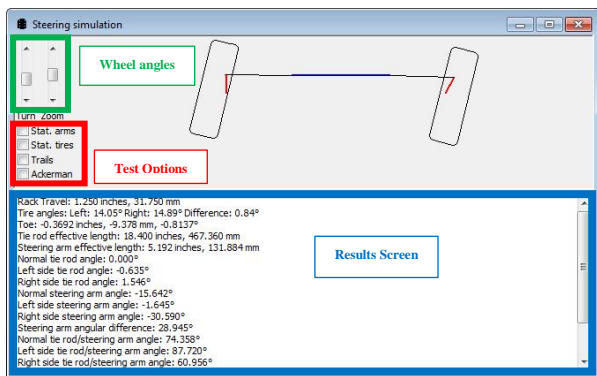 Steering simulation
Wheel angles
Turn Zoom
Stat. arms
Stat. tires
Trails
Ackerman
Test Options
Rack Travel: 1.250 inches, 31.750 mm
Tire angles: Left: 14.05° Right: 14.89° Difference: 0.84°
Toe: -0.3692 inches, -9.378 mm, -0.8137°
Tie rod effective length: 18.400 inches, 467.360 mm
Steering arm effective length: 5.192 inches, 131.884 mm
Normal tie rod angle: 0.000°
Left side tie rod angle: -0.635°
Right side tie rod angle: 1.546°
Normal steering arm angle: -15.642°
Left side steering arm angle: -1.645°
Right side steering arm angle: -30.590°
Steering arm angular difference: 28.945°
Normal tie rod/steering arm angle: 74.358°
Left side tie rod/steering arm angle: 87.720°
Right side tie rod/steering arm angle: 60.956°
Results Screen